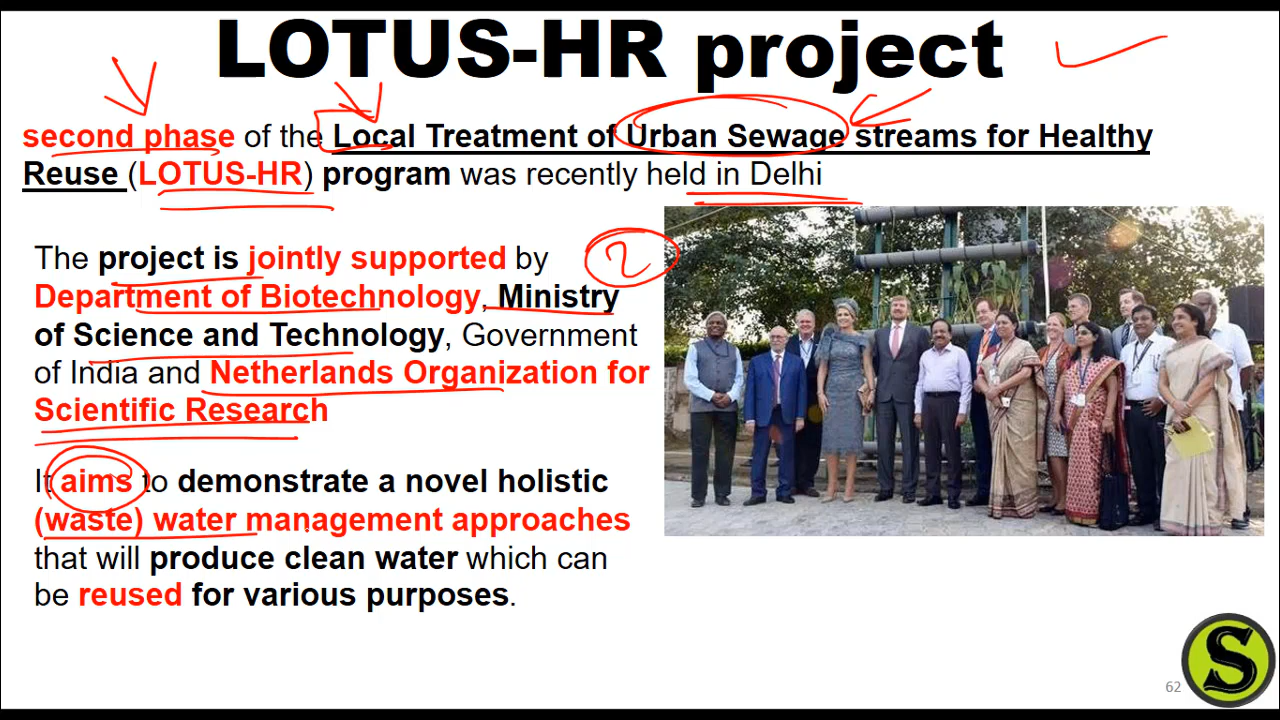 LOTUS-HR project
second phase of the Local Treatment of Urban Sewage streams for Healthy
Reuse (LOTUS-HR) program was recently held in Delhi
The project is jointly supported by
2
Department of Biotechnology, Ministry
of Science and Technology, Government
of India and Netherlands Organization for
Scientific Research
It aims to demonstrate a novel holistic
(waste) water management approaches
that will produce clean water which can
be reused for various purposes.
S
62